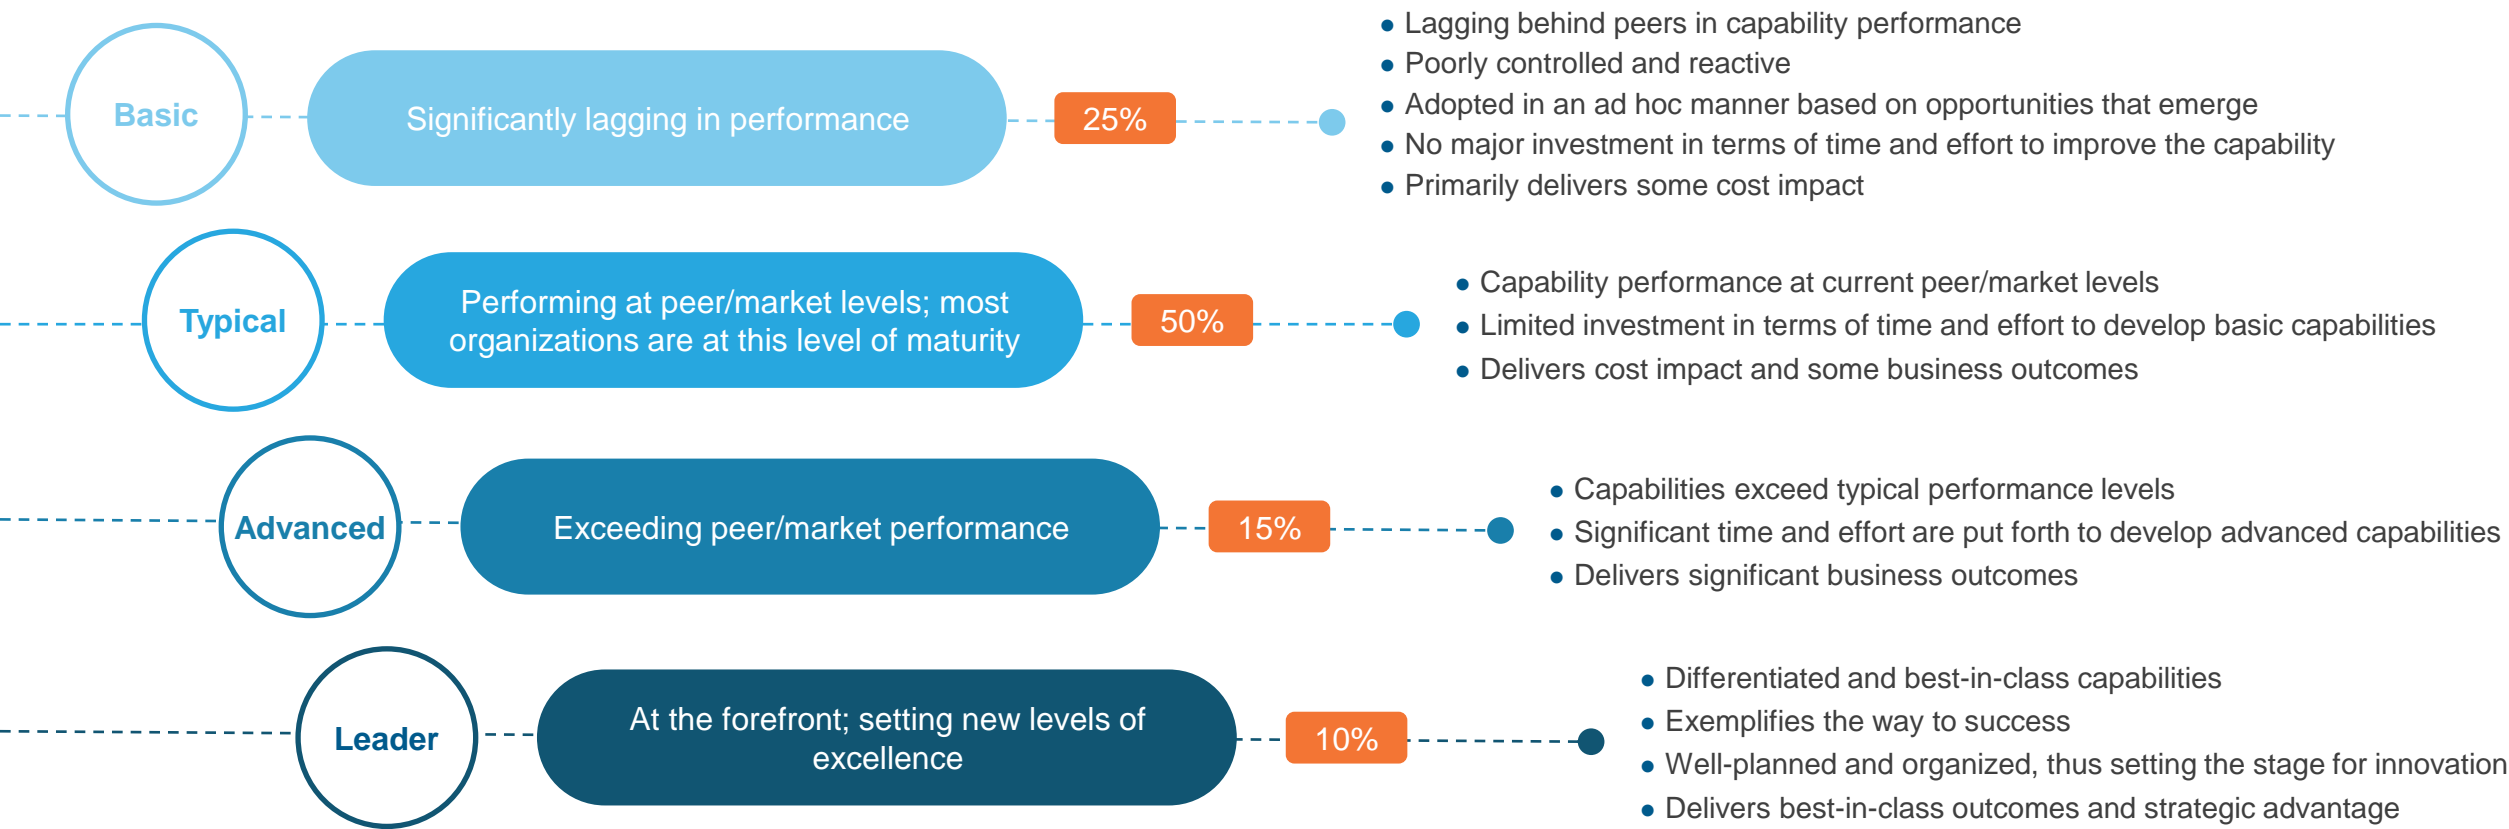 Basic
Significantly lagging in performance
25%
● Lagging behind peers in capability performance
● Poorly controlled and reactive
● Adopted in an ad hoc manner based on opportunities that emerge
● No major investment in terms of time and effort to improve the capability
● Primarily delivers some cost impact
Typical
Performing at peer/market levels; most
organizations are at this level of maturity
50%
● Capability performance at current peer/market levels
● Limited investment in terms of time and effort to develop basic capabilities
● Delivers cost impact and some business outcomes
Advanced
Exceeding peer/market performance
15%
● Capabilities exceed typical performance levels
● Significant time and effort are put forth to develop advanced capabilities
● Delivers significant business outcomes
Leader
At the forefront; setting new levels of
excellence
10%
● Differentiated and best-in-class capabilities
● Exemplifies the way to success
● Well-planned and organized, thus setting the stage for innovation
● Delivers best-in-class outcomes and strategic advantage